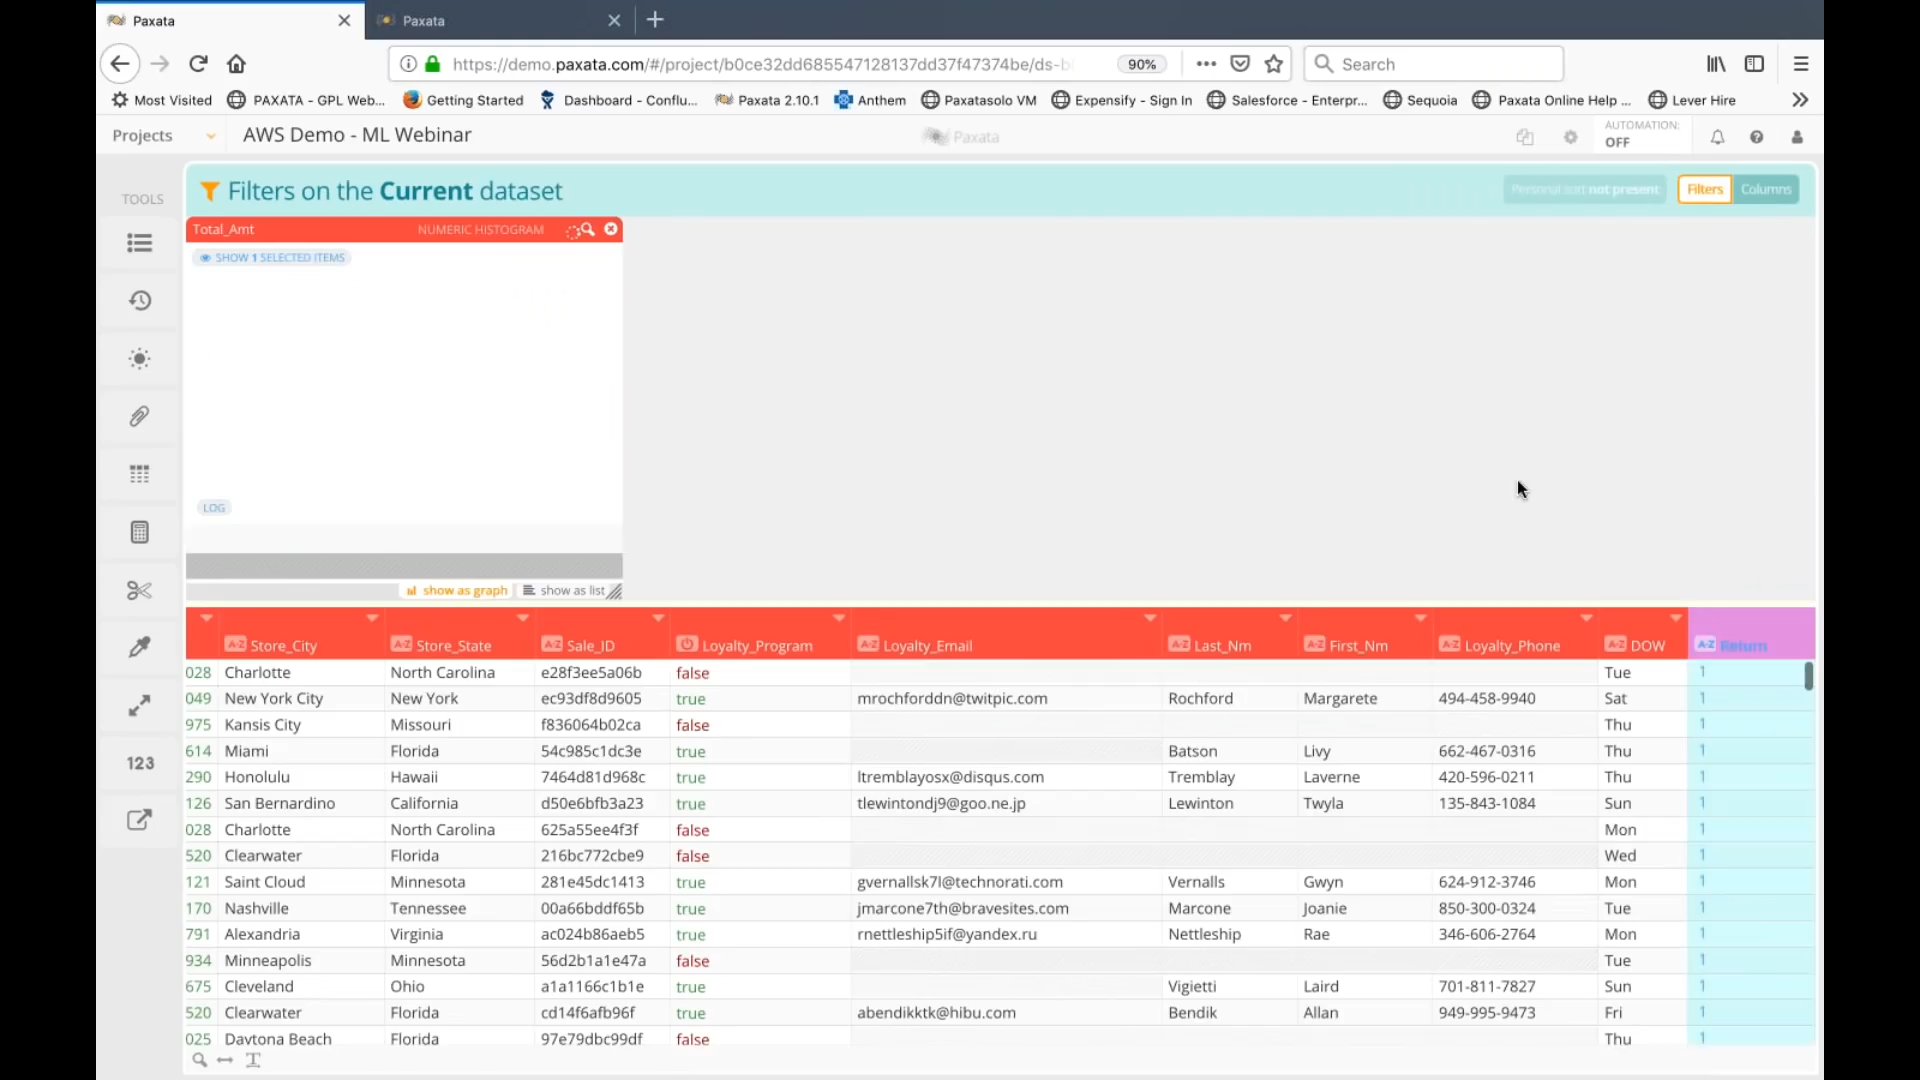 Paxata
Paxata
https://demo.paxata.com/#/project/b0ce32dd685547128137dd37f47374be/ds-b
90%
Search
Most Visited
PAXATA - GPL Web...
Getting Started
Dashboard - Conflu...
Paxata 2.10.1
Anthem
Paxatasolo VM
Expensify - Sign In
Salesforce - Enterpr...
Sequoia
Paxata Online Help ...
Lever Hire
Projects
AWS Demo - ML Webinar
Paxata
AUTOMATION:
OFF
TOOLS
Filters on the Current dataset
Personal sort not present
Filters
Columns
Total_Amt
NUMERIC HISTOGRAM
SHOW 1 SELECTED ITEMS
LOG
show as graph
show as list
123
A-Z Store_City A-Z Store_State A-Z Sale_ID Loyalty_Program A-Z Loyalty_Email A-Z Last_Nm A-Z First_Nm A-Z Loyalty_Phone A-Z DOW A-Z Return
028 Charlotte North Carolina e28f3ee5a06b false Tue 1
049 New York City New York ec93df8d9605 true mrochforddn@twitpic.com Rochford Margarete 494-458-9940 Sat 1
975 Kansis City Missouri f836064b02ca false Thu 1
614 Miami Florida 54c985c1dc3e true Batson Livy 662-467-0316 Thu 1
290 Honolulu Hawaii 7464d81d968c true ltremblayosx@disqus.com Tremblay Laverne 420-596-0211 Thu 1
126 San Bernardino California d50e6bfb3a23 true tlewintondj9@goo.ne.jp Lewinton Twyla 135-843-1084 Sun 1
028 Charlotte North Carolina 625a55ee4f3f false Mon 1
520 Clearwater Florida 216bc772cbe9 false Wed 1
121 Saint Cloud Minnesota 281e45dc1413 true gvernallsk7l@technorati.com Vernalls Gwyn 624-912-3746 Mon 1
170 Nashville Tennessee 00a66bddf65b true jmarcone7th@bravesites.com Marcone Joanie 850-300-0324 Tue 1
791 Alexandria Virginia ac024b86aeb5 true rnettleship5if@yandex.ru Nettleship Rae 346-606-2764 Mon 1
934 Minneapolis Minnesota 56d2b1a1e47a false Tue 1
675 Cleveland Ohio a1a1166c1b1e true Vigietti Laird 701-811-7827 Sun 1
520 Clearwater Florida cd14f6afb96f true abendikktk@hibu.com Bendik Allan 949-995-9473 Fri 1
025 Daytona Beach Florida 97e79dbc99df false Thu 1